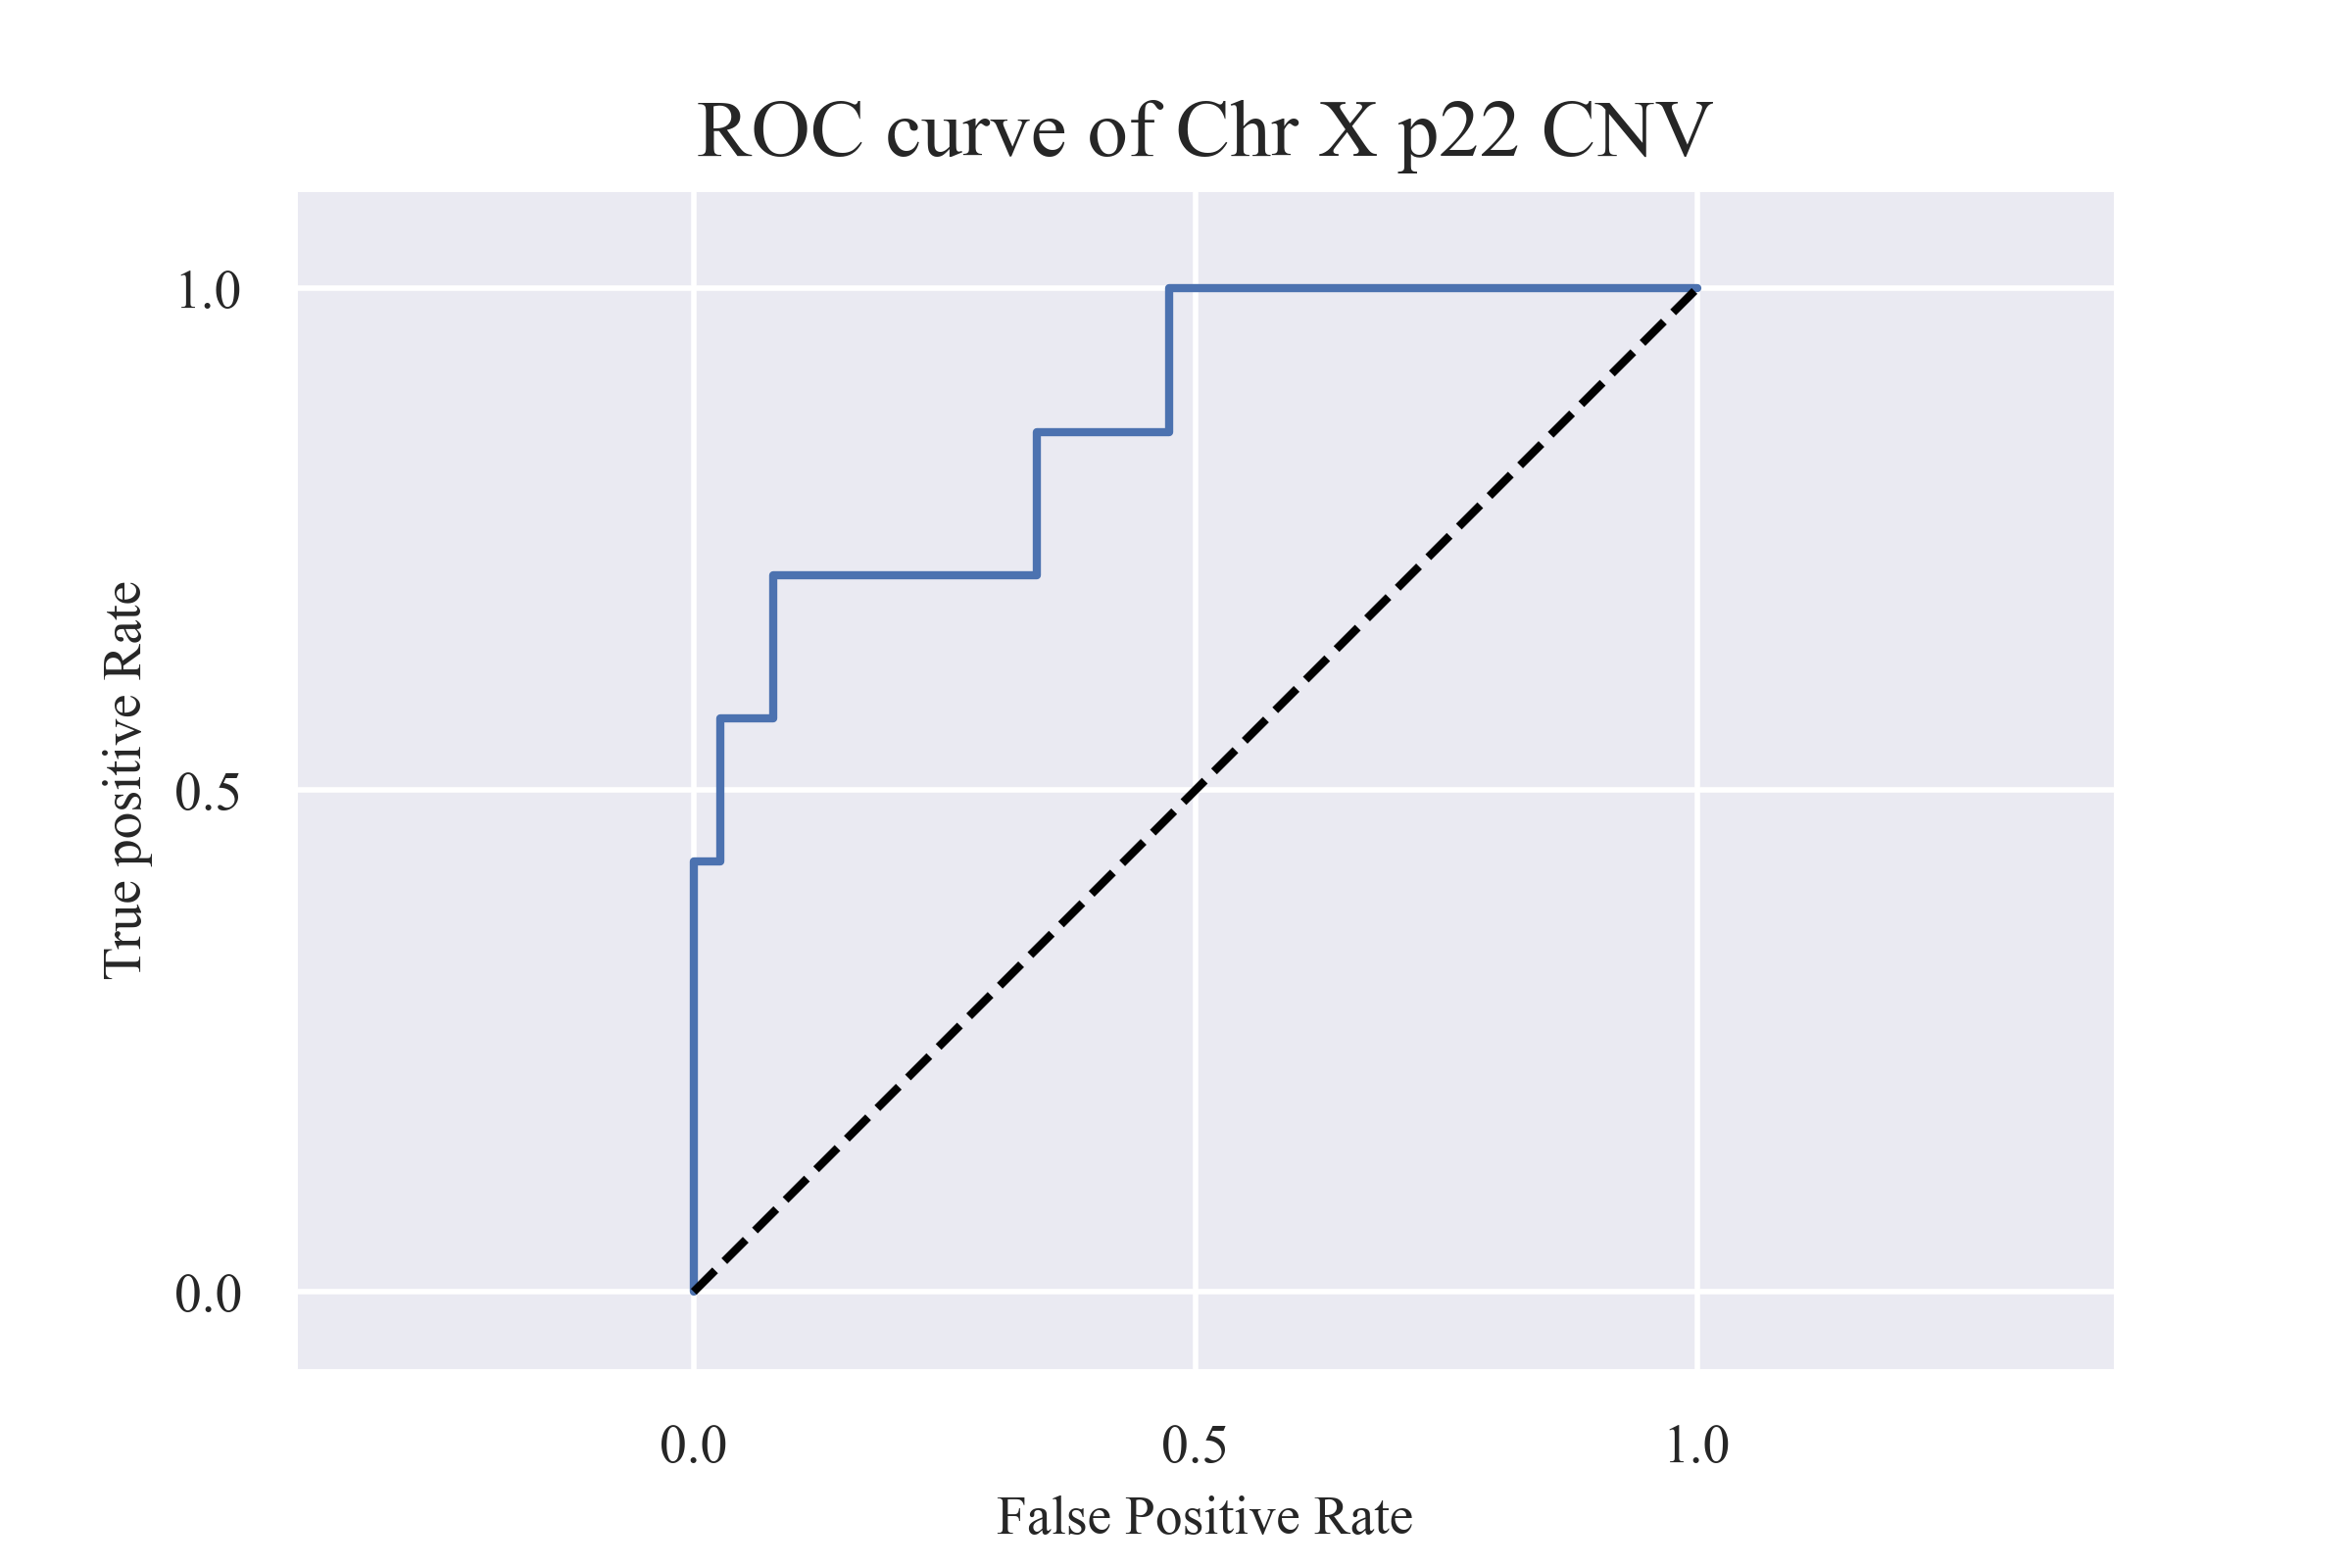 ROC curve of Chr X p22 CNV
True positive Rate
1.0
0.5
0.0
0.0 0.5 1.0
False Positive Rate